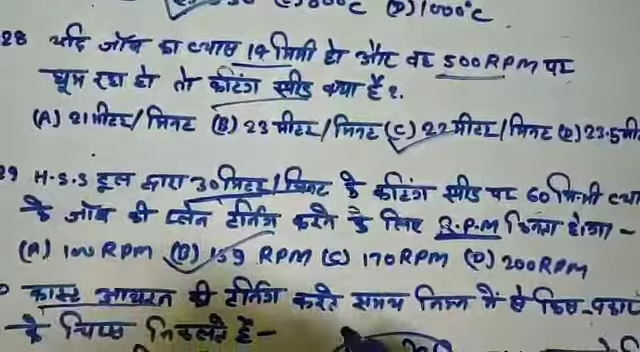 (D) 1000°C
28 यदि जॉब का व्यास 14 मिमी हो और वह 500 RPM पर
घूम रहा हो तो कटिंग स्पीड क्या है?
(A) 21 मीटर/मिनट (B) 23 मीटर/मिनट (C) 22 मीटर/मिनट (D) 23.5
29 H.S.S टूल द्वारा 30 मिटर/मिनट के कटिंग स्पीड पर 60 मि.मी
के जॉब की प्लेन टर्निंग करने के लिए R.P.M कितना होगा -
(A) 100 RPM (B) 159 RPM (C) 170 RPM (D) 200 RPM
कास्ट आयरन की टर्निंग करते समय निम्न में से किस
के चिप्स निकलते है -